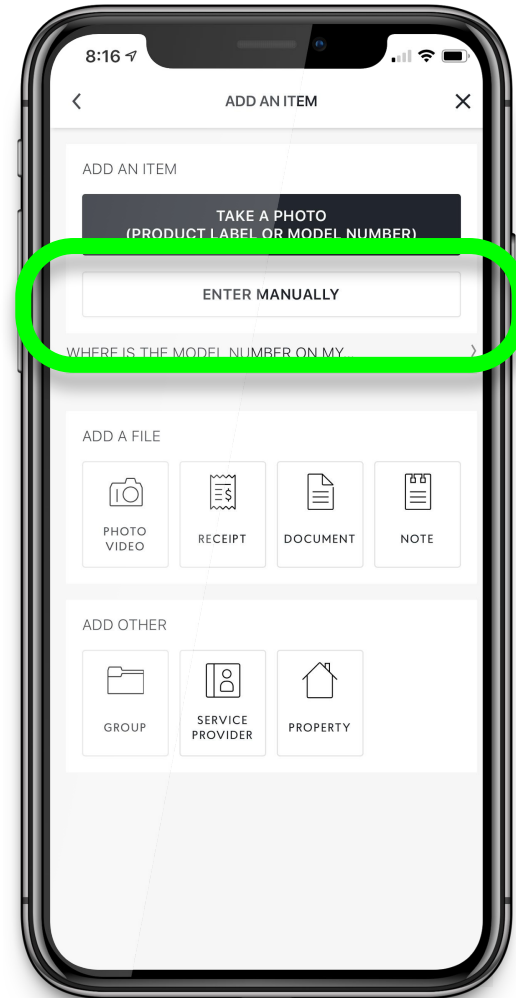 8:16
ADD AN ITEM
ADD AN ITEM
TAKE A PHOTO
(PRODUCT LABEL OR MODEL NUMBER)
ENTER MANUALLY
WHERE IS THE MODEL NUMBER ON MY...
ADD A FILE
PHOTO
VIDEO
RECEIPT
DOCUMENT
NOTE
ADD OTHER
GROUP
SERVICE
PROVIDER
PROPERTY